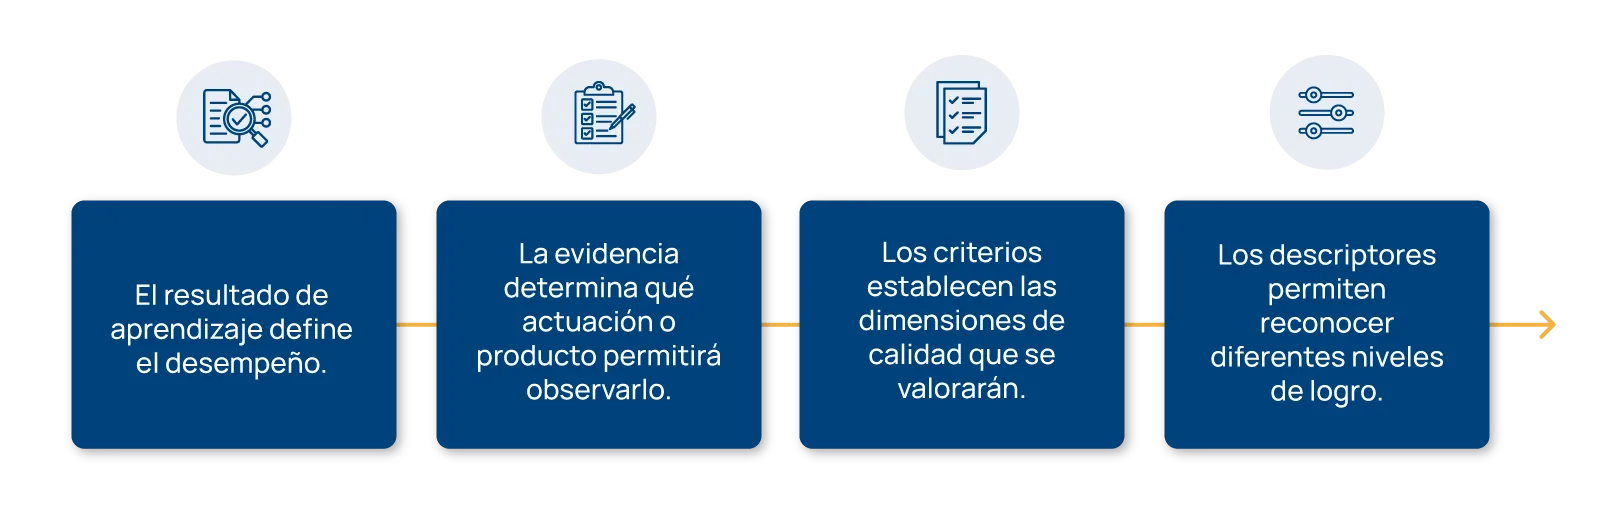 El resultado de
aprendizaje define
el desempeño.
La evidencia
determina qué
actuación o
producto permitirá
observarlo.
Los criterios
establecen las
dimensiones de
calidad que se
valorarán.
Los descriptores
permiten
reconocer
diferentes niveles
de logro.